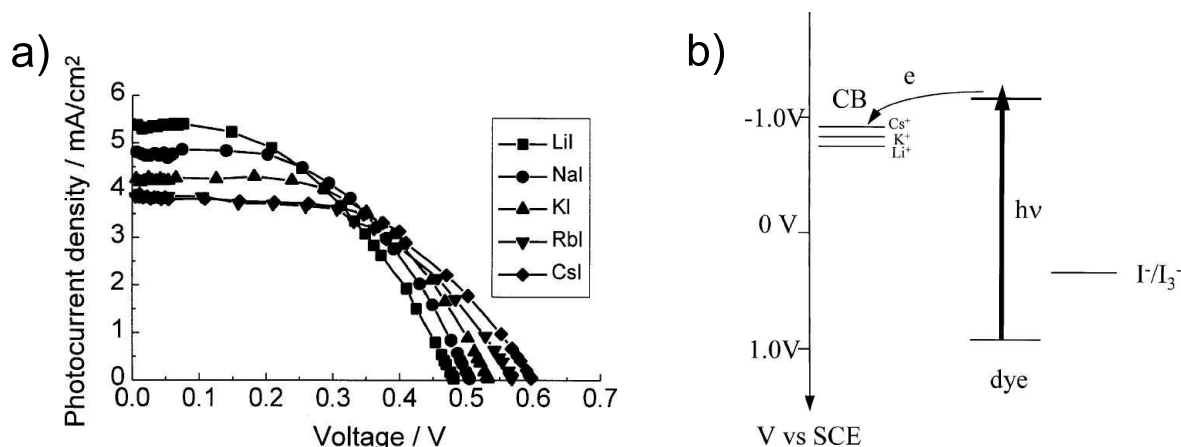 a)
Photocurrent density / mA/cm²
6
5
4
3
2
1
0
0.0 0.1 0.2 0.3 0.4 0.5 0.6 0.7
Voltage / V
LiI
NaI
KI
RbI
CsI
b)
e
CB
-1.0V
Cs⁺
K⁺
Li⁺
0 V
hν
I⁻/I₃⁻
1.0V
dye
V vs SCE